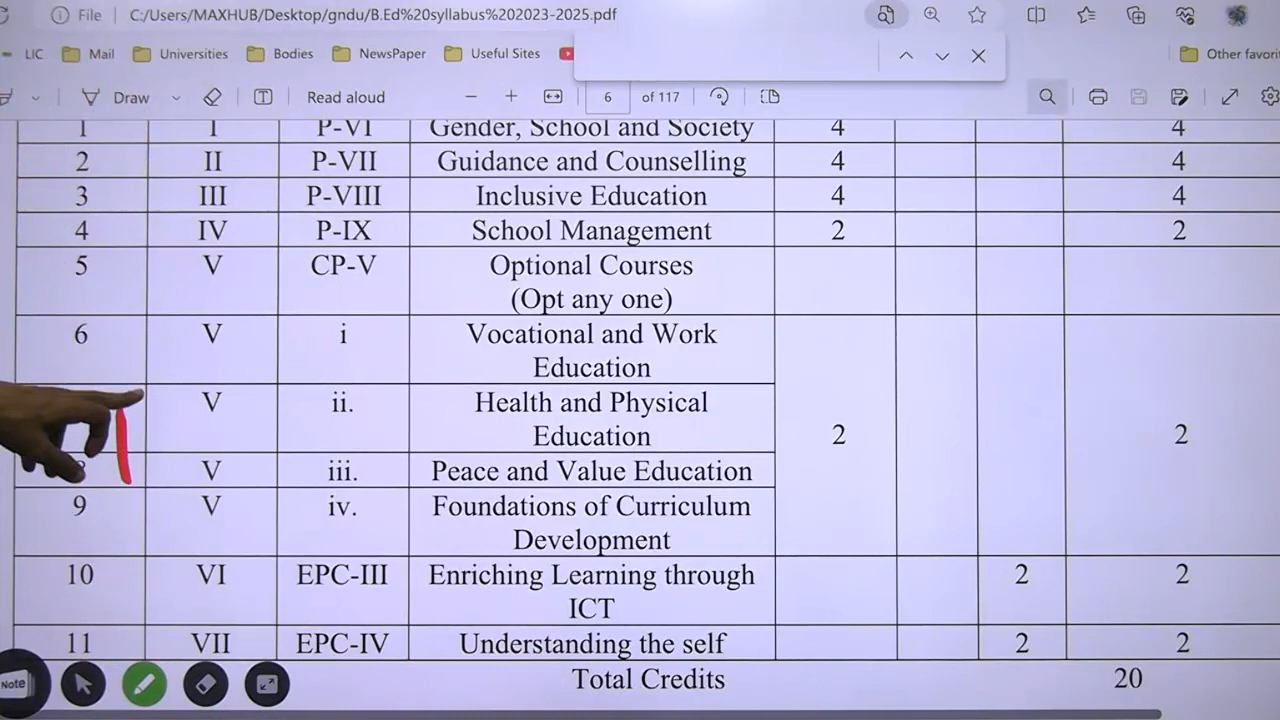 File C:/Users/MAXHUB/Desktop/gndu/B.Ed%20syllabus%202023-2025.pdf
LIC Mail Universities Bodies NewsPaper Useful Sites Other favori
Draw Read aloud 6 of 117
1 I P-VI Gender, School and Society 4 4
2 II P-VII Guidance and Counselling 4 4
3 III P-VIII Inclusive Education 4 4
4 IV P-IX School Management 2 2
5 V CP-V Optional Courses
(Opt any one)
6 V i Vocational and Work
Education
V ii. Health and Physical
Education 2 2
V iii. Peace and Value Education
9 V iv. Foundations of Curriculum
Development
10 VI EPC-III Enriching Learning through 2 2
ICT
11 VII EPC-IV Understanding the self 2 2
Note Total Credits 20